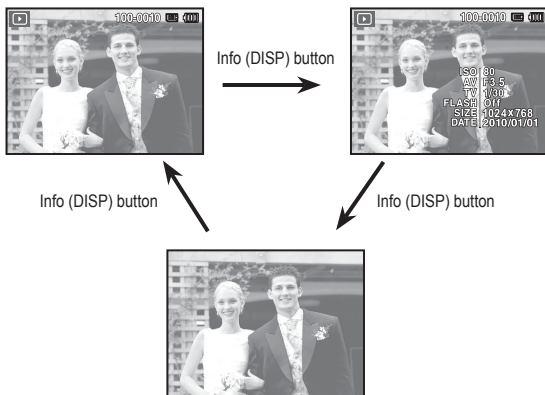 100-0010
Info (DISP) button
100-0010
ISO 80
AV F3.5
TV 1/30
FLASH Off
SIZE 1024X768
DATE 2010/01/01
Info (DISP) button
Info (DISP) button